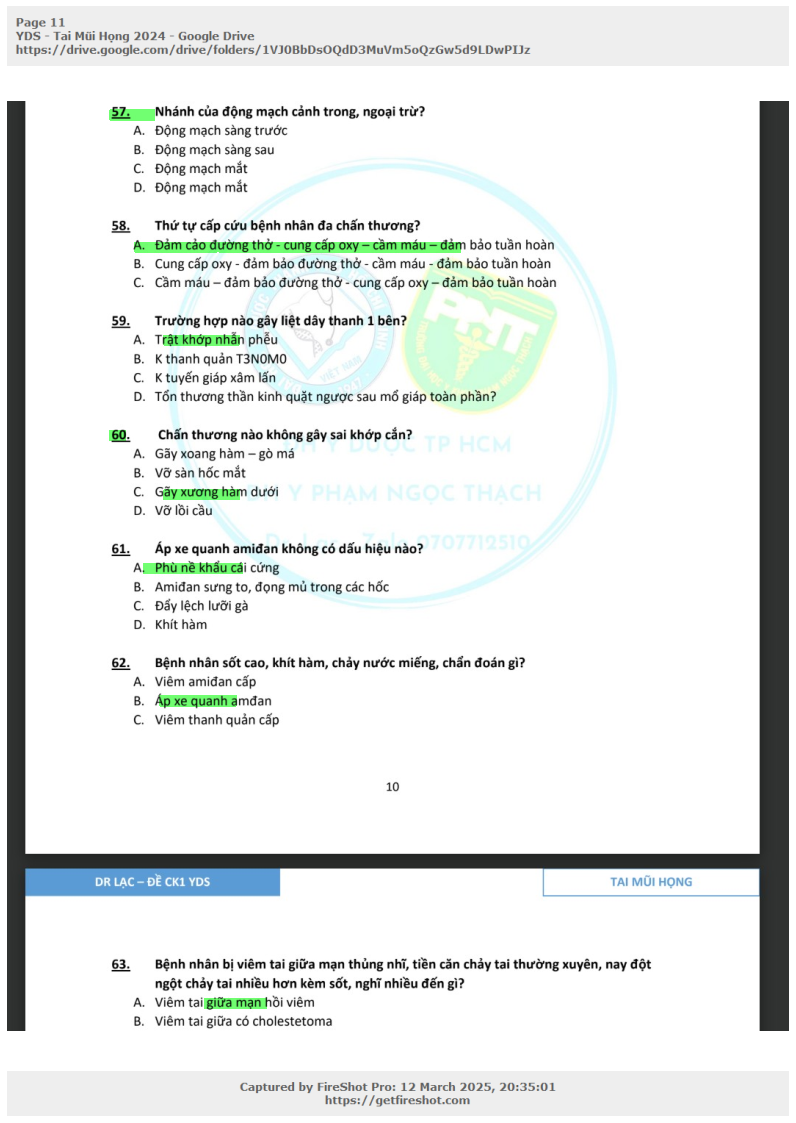 Page 11
YDS - Tai Mũi Họng 2024 - Google Drive
https://drive.google.com/drive/folders/1VJ0BbDsOQdD3MuVm5oQzGw5d9LDwPIJz
57. Nhánh của động mạch cảnh trong, ngoại trừ?
A. Động mạch sàng trước
B. Động mạch sàng sau
C. Động mạch mắt
D. Động mạch mắt
58. Thứ tự cấp cứu bệnh nhân đa chấn thương?
A. Đảm cảo đường thở - cung cấp oxy – cầm máu – đảm bảo tuần hoàn
B. Cung cấp oxy - đảm bảo đường thở - cầm máu - đảm bảo tuần hoàn
C. Cầm máu – đảm bảo đường thở - cung cấp oxy – đảm bảo tuần hoàn
59. Trường hợp nào gây liệt dây thanh 1 bên?
A. Trật khớp nhẫn phễu
B. K thanh quản T3N0M0
C. K tuyến giáp xâm lấn
D. Tổn thương thần kinh quặt ngược sau mổ giáp toàn phần?
60. Chấn thương nào không gây sai khớp cắn?
A. Gãy xoang hàm – gò má
B. Vỡ sàn hốc mắt
C. Gãy xương hàm dưới
D. Vỡ lồi cầu
61. Áp xe quanh amiđan không có dấu hiệu nào?
A. Phù nề khẩu cái cứng
B. Amiđan sưng to, đọng mủ trong các hốc
C. Đẩy lệch lưỡi gà
D. Khít hàm
62. Bệnh nhân sốt cao, khít hàm, chảy nước miếng, chẩn đoán gì?
A. Viêm amiđan cấp
B. Áp xe quanh amđan
C. Viêm thanh quản cấp
PNT
VIỆT NAM
ĐH Y DƯỢC TP HCM
ĐH Y PHẠM NGỌC THẠCH
Dr. Lạc - Zalo 0707712510
10
DR LẠC – ĐỀ CK1 YDS
TAI MŨI HỌNG
63. Bệnh nhân bị viêm tai giữa mạn thủng nhĩ, tiền căn chảy tai thường xuyên, nay đột
ngột chảy tai nhiều hơn kèm sốt, nghĩ nhiều đến gì?
A. Viêm tai giữa mạn hồi viêm
B. Viêm tai giữa có cholestetoma
Captured by FireShot Pro: 12 March 2025, 20:35:01
https://getfireshot.com